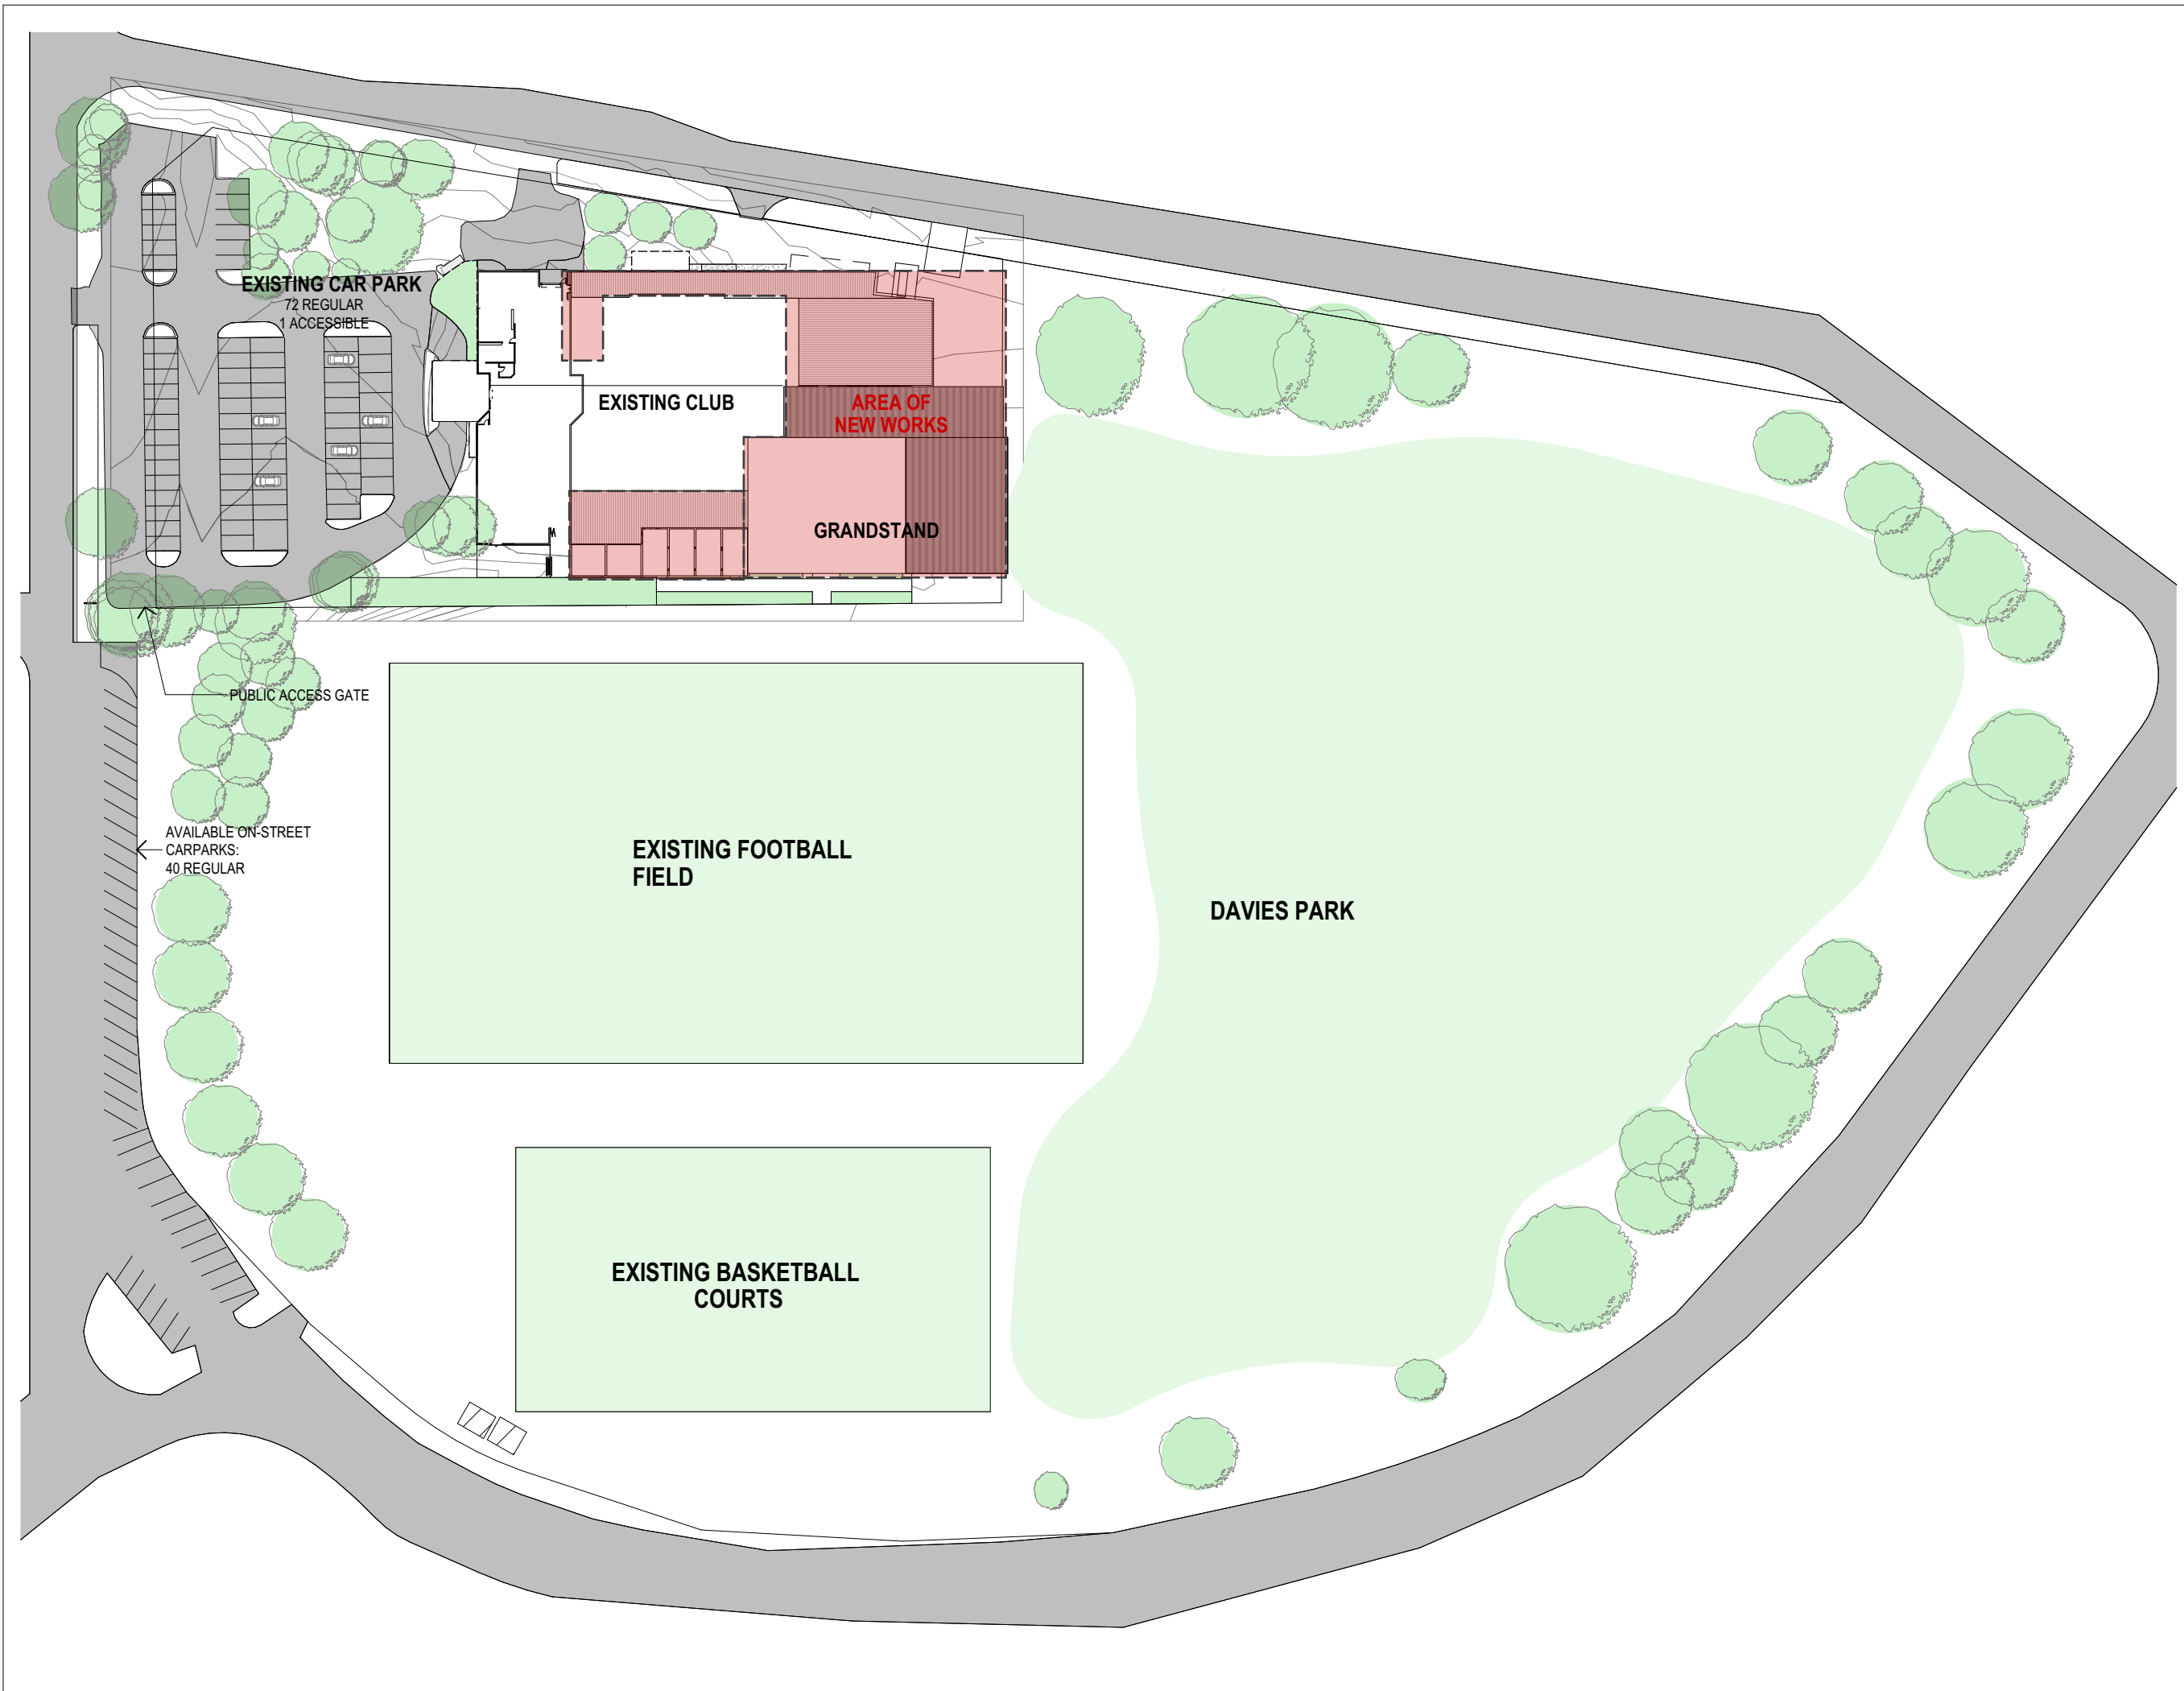 EXISTING CAR PARK
72 REGULAR
1 ACCESSIBLE
EXISTING CLUB
AREA OF
NEW WORKS
GRANDSTAND
PUBLIC ACCESS GATE
AVAILABLE ON-STREET
CARPARKS:
40 REGULAR
EXISTING FOOTBALL
FIELD
DAVIES PARK
EXISTING BASKETBALL
COURTS